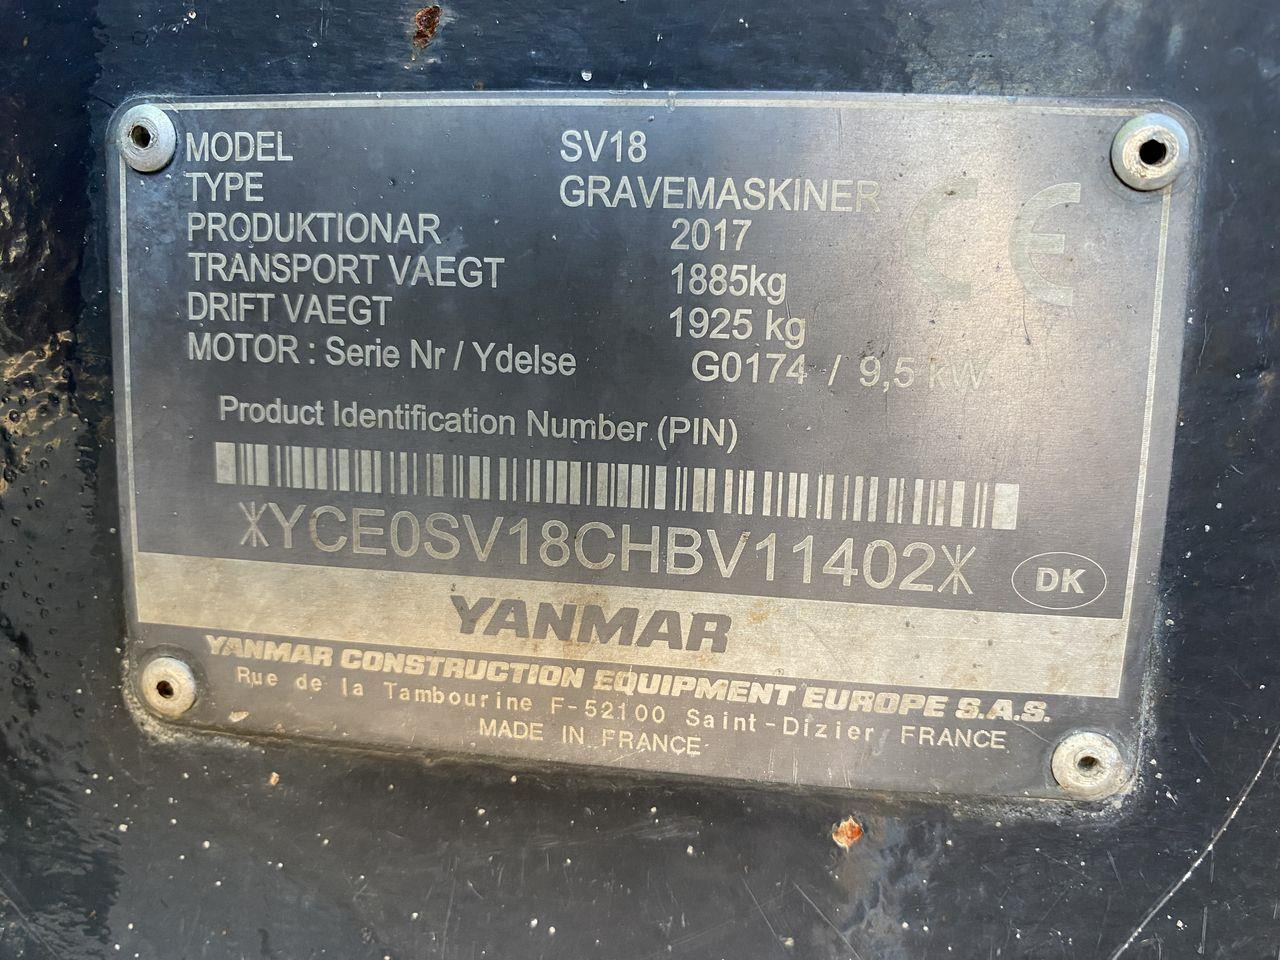 MODEL SV18
TYPE GRAVEMASKINER
PRODUKTIONAR 2017
TRANSPORT VAEGT 1885kg
DRIFT VAEGT 1925 kg
MOTOR : Serie Nr / Ydelse G0174 / 9,5 kW
CE
Product Identification Number (PIN)
*YCE0SV18CHBV11402*
DK
YANMAR
YANMAR CONSTRUCTION EQUIPMENT EUROPE S.A.S.
Rue de la Tambourine F-52100 Saint-Dizier FRANCE
MADE IN FRANCE